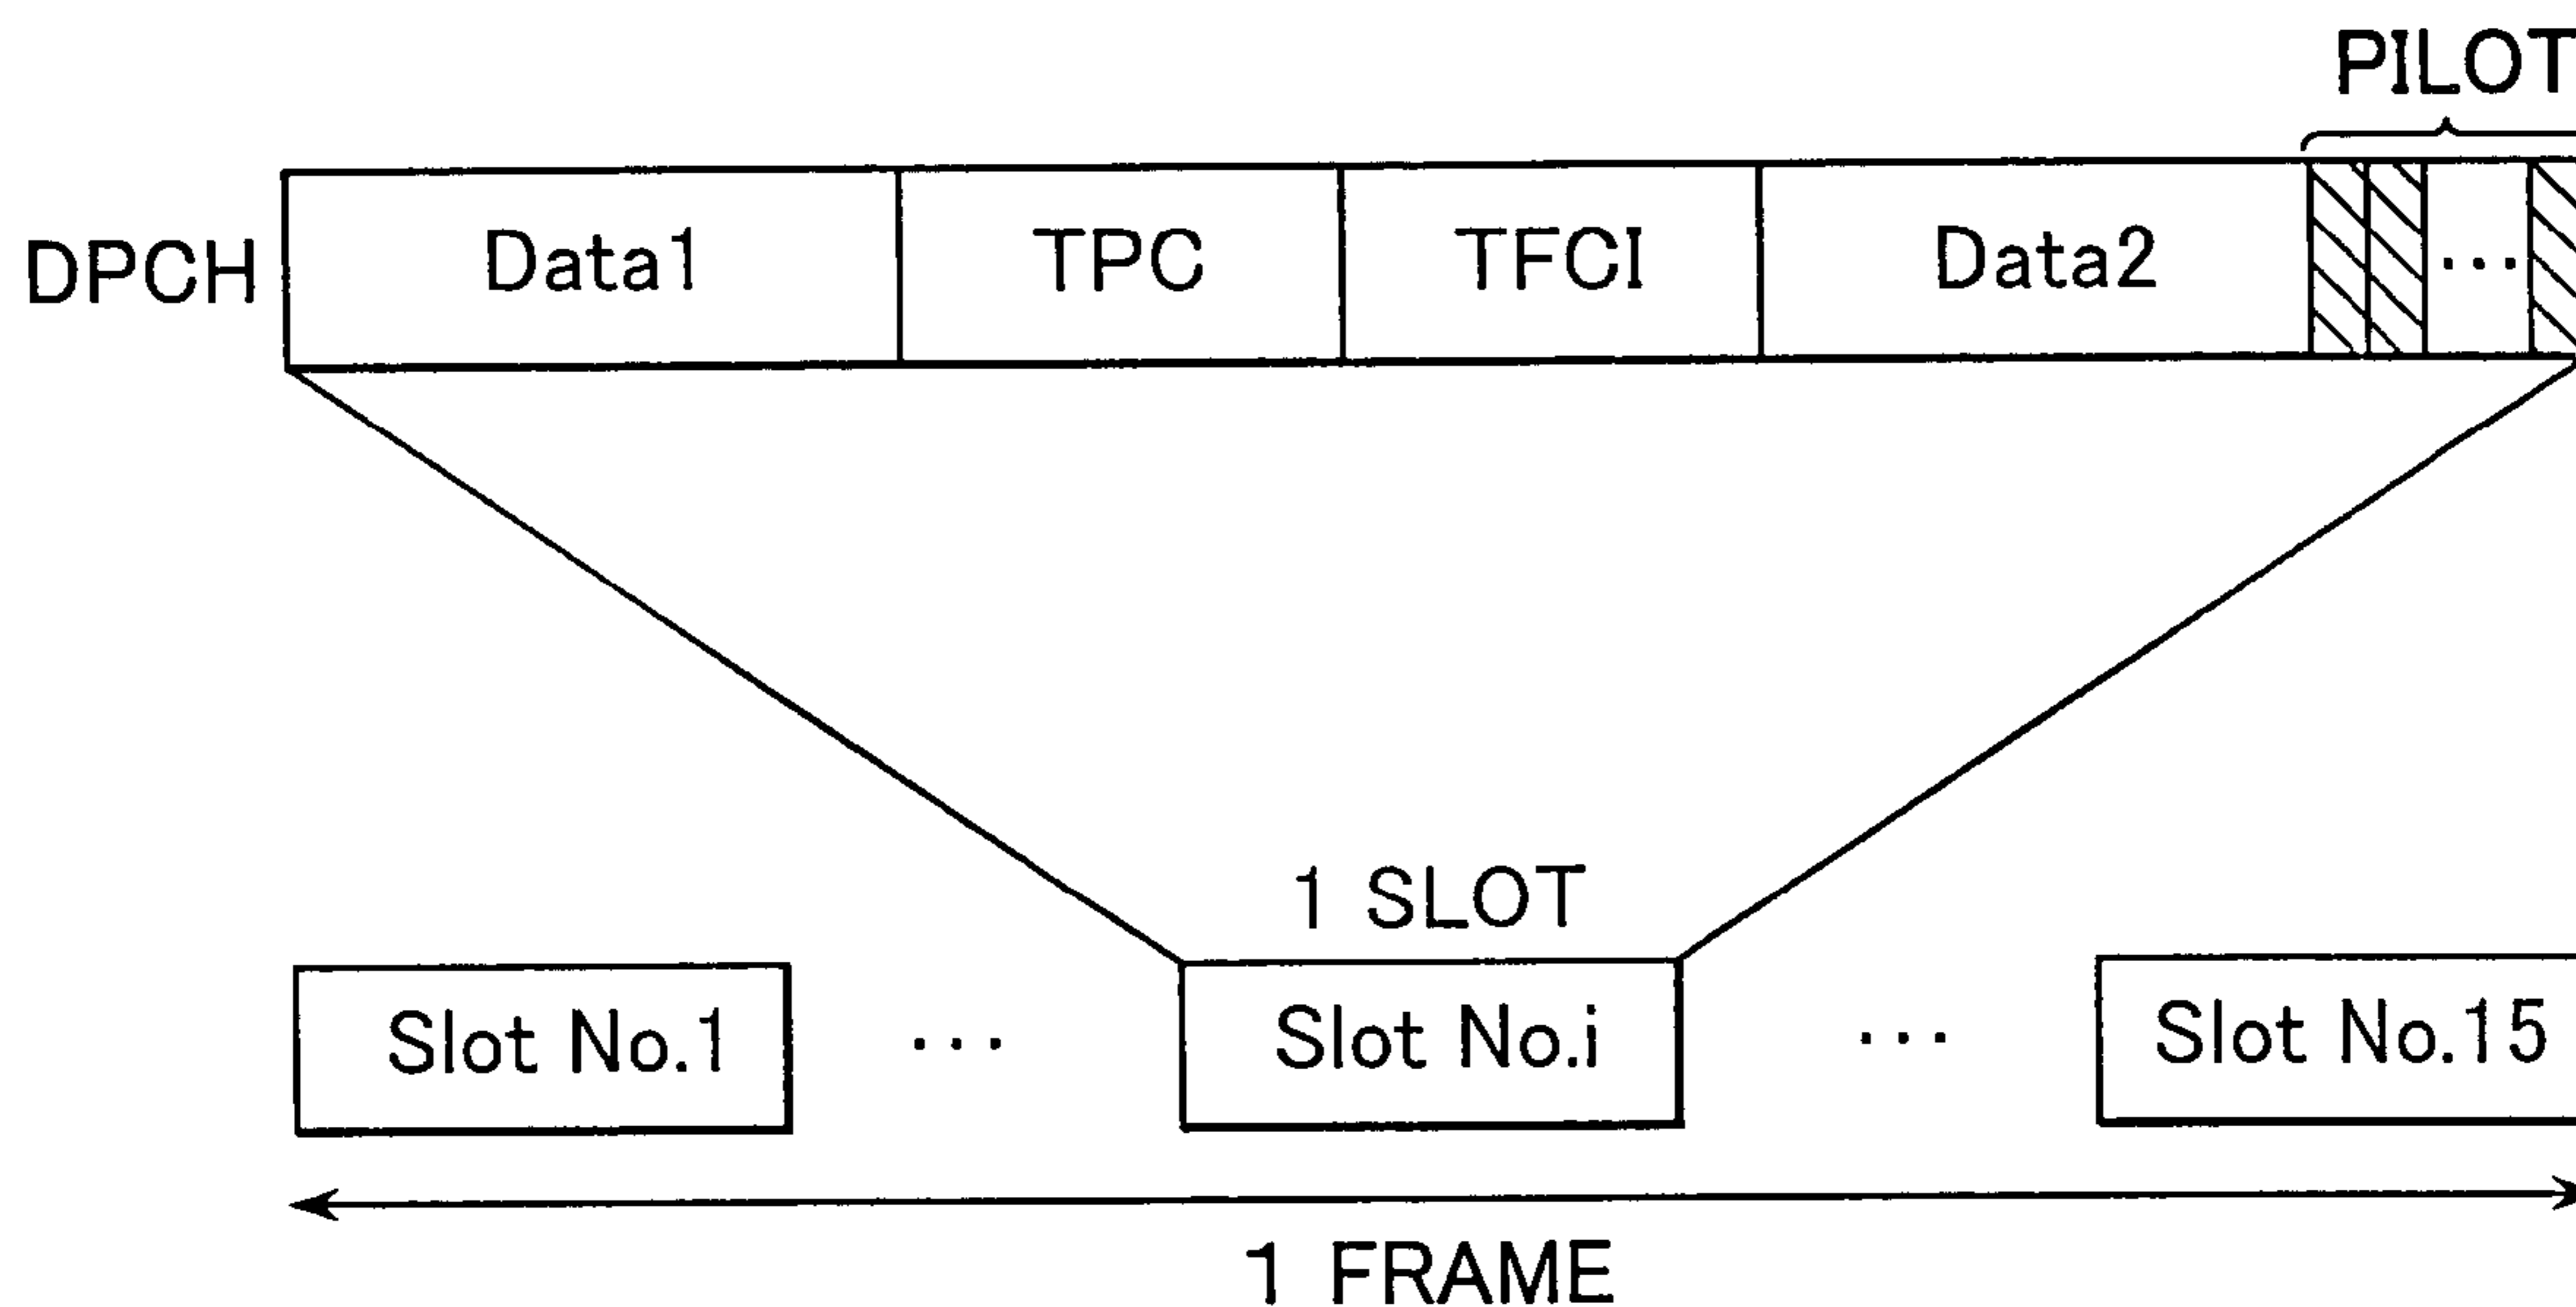 PILOT
DPCH Data1 TPC TFCI Data2 ...
1 SLOT
Slot No.1 ... Slot No.i ... Slot No.15
1 FRAME